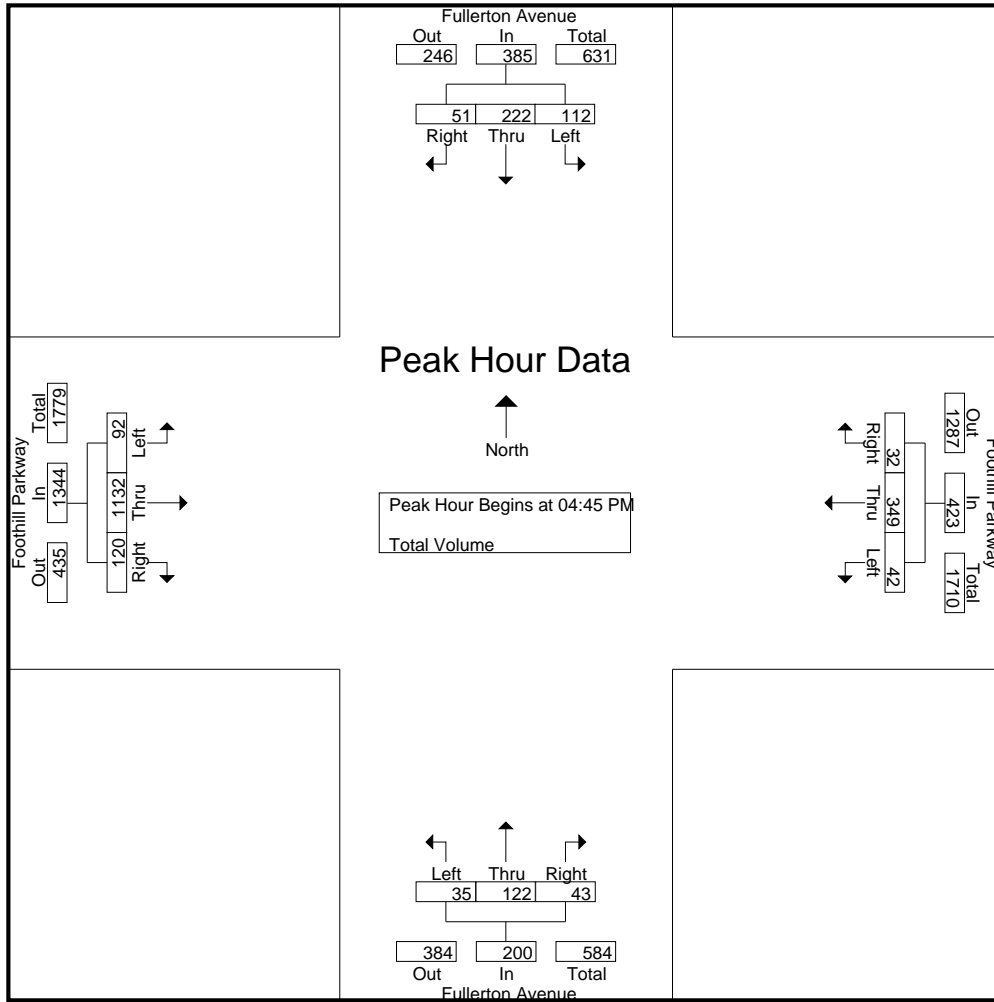 Fullerton Avenue
Out In Total
246 385 631
51 222 112
Right Thru Left
Peak Hour Data
North
Peak Hour Begins at 04:45 PM
Total Volume
Foothill Parkway
Out In Total
435 1344 1779
120 1132 92
Right Thru Left
Foothill Parkway
Out In Total
1287 423 1710
32 349 42
Right Thru Left
Left Thru Right
35 122 43
384 200 584
Out In Total
Fullerton Avenue